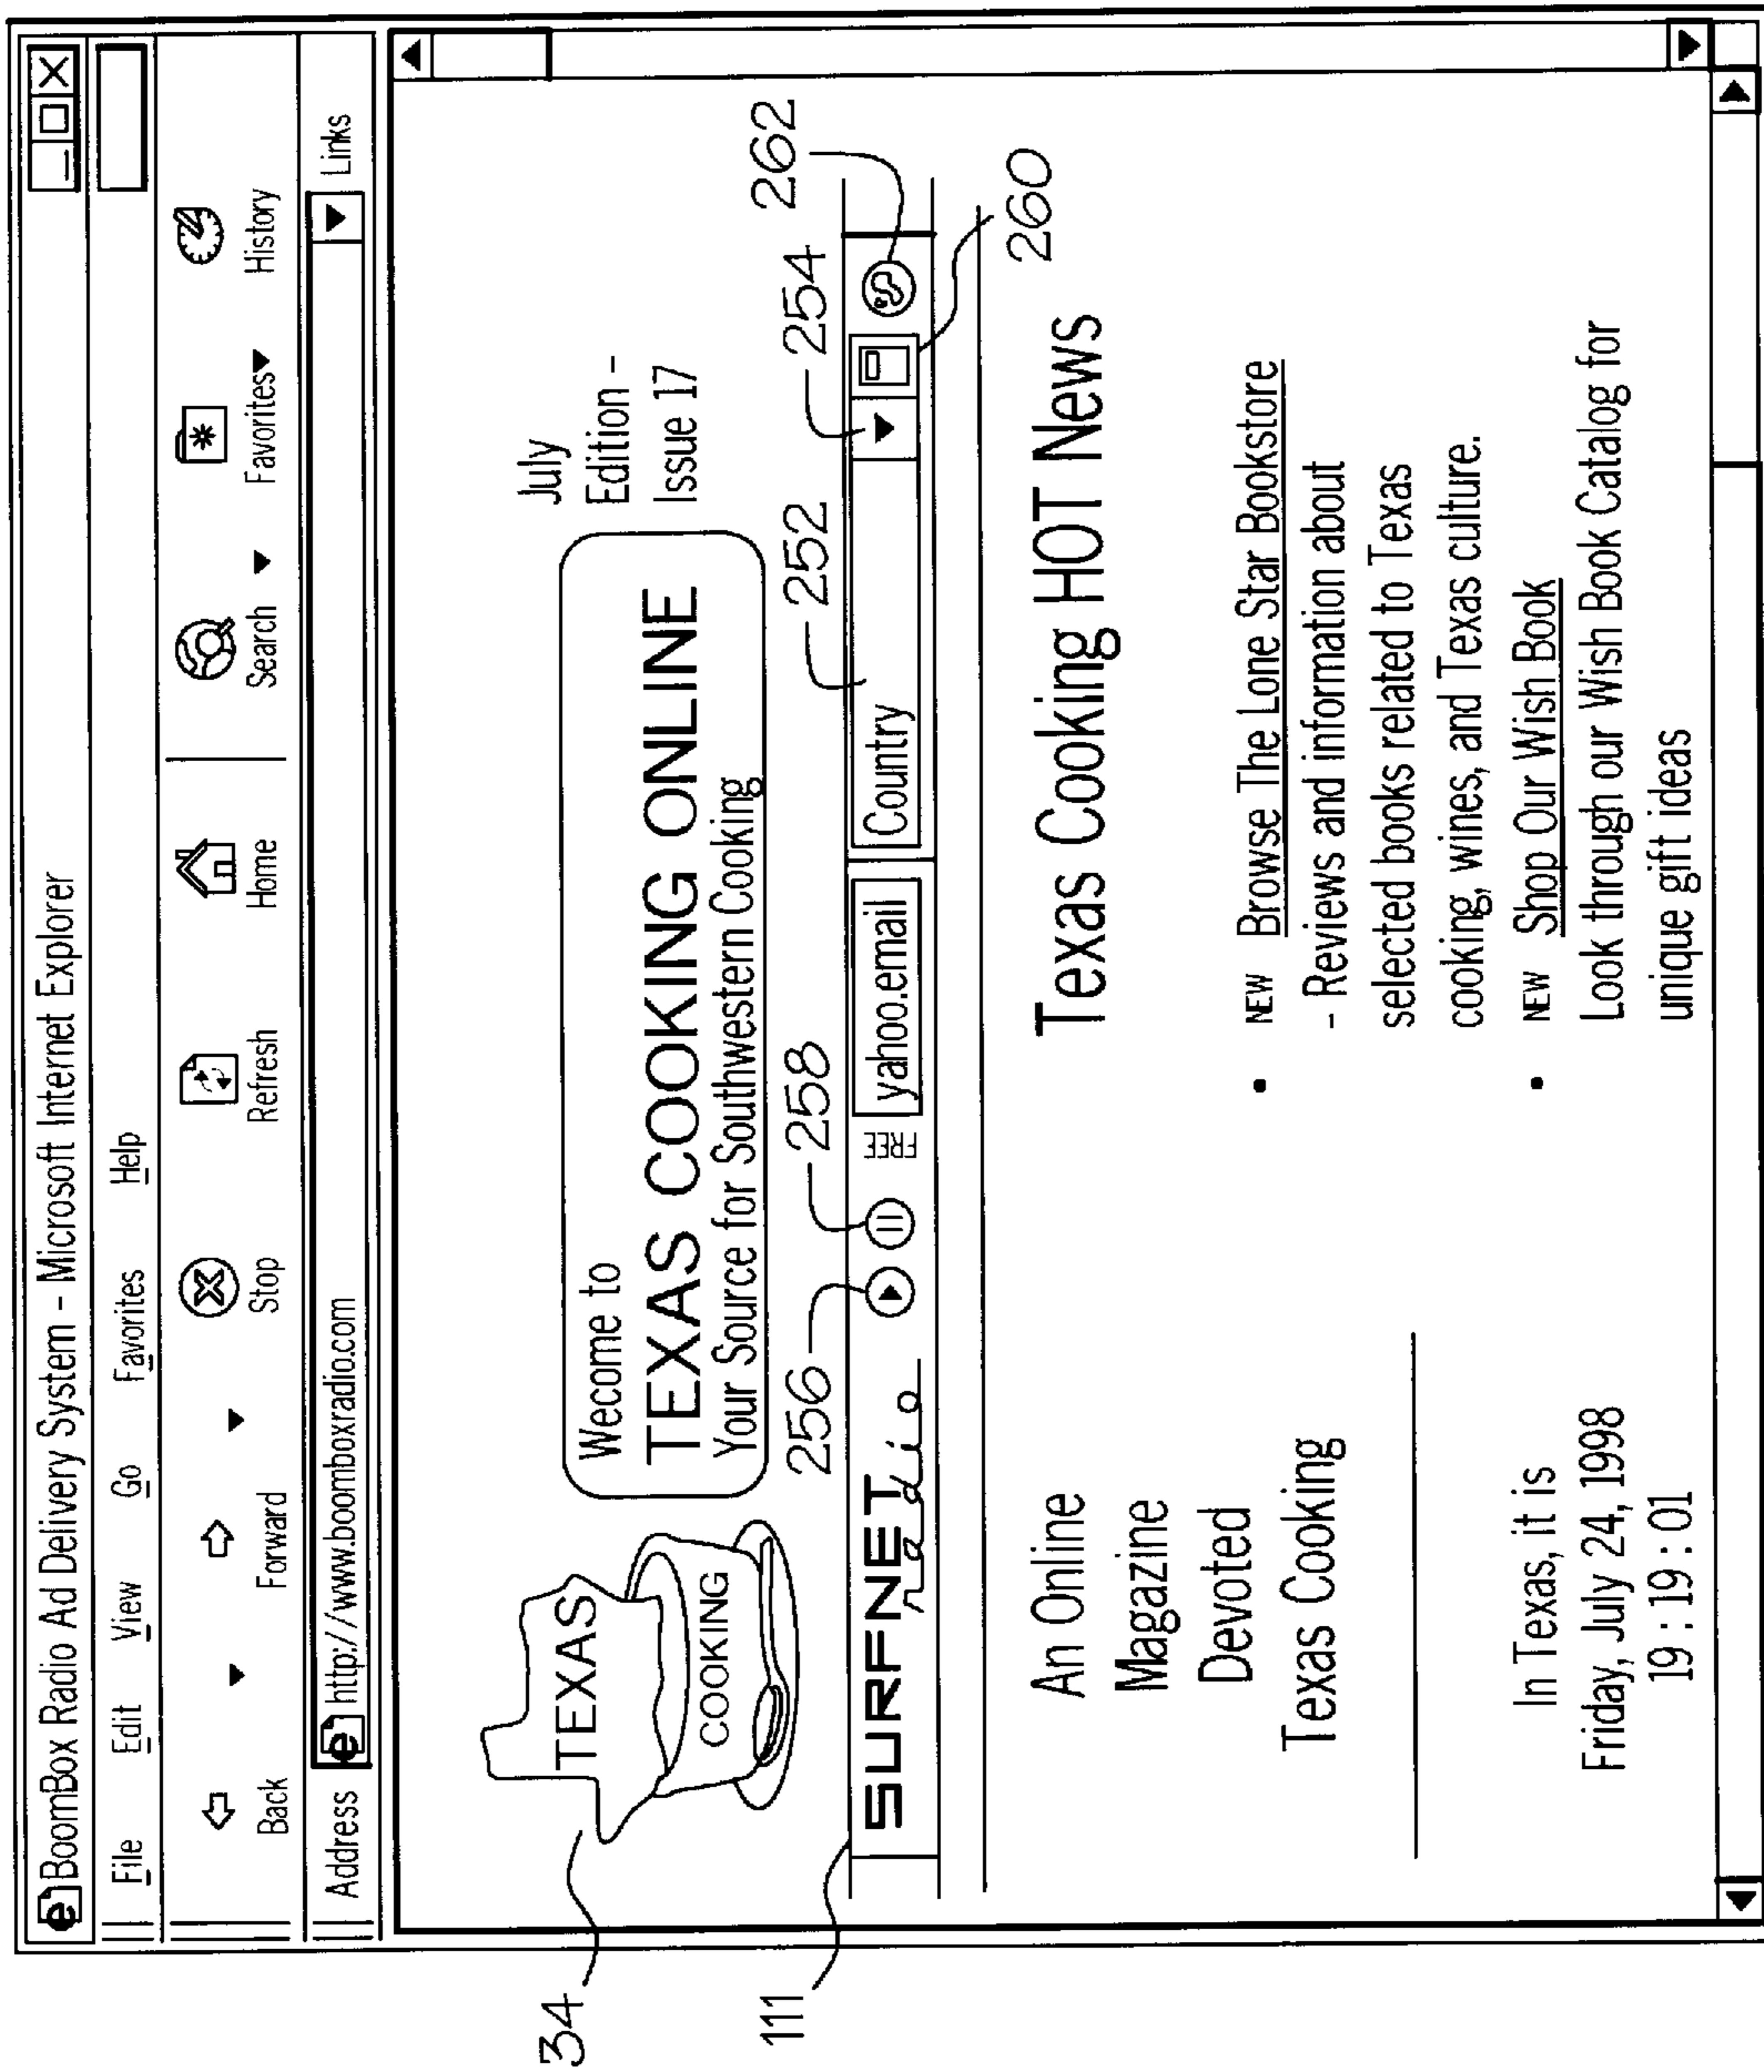 BoomBox Radio Ad Delivery System - Microsoft Internet Explorer
File Edit View Go Favorites Help
Back Forward Stop Refresh Home Search Favorites History
Address http://www.boomboxradio.com Links
34
TEXAS
COOKING
Wecome to
TEXAS COOKING ONLINE
Your Source for Southwestern Cooking
July
Edition -
Issue 17
256 258 252 254 262
111
SURFNET radio FREE yahoo.email Country
260
An Online
Magazine
Devoted
Texas Cooking
In Texas, it is
Friday, July 24, 1998
19:19:01
Texas Cooking HOT News
• NEW Browse The Lone Star Bookstore
- Reviews and information about
selected books related to Texas
cooking, wines, and Texas culture.
• NEW Shop Our Wish Book
Look through our Wish Book Catalog for
unique gift ideas